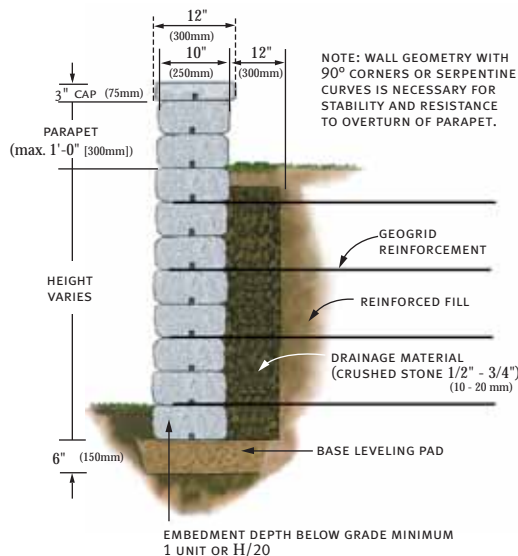 12"
(300mm)
10"
(250mm)
12"
(300mm)
NOTE: WALL GEOMETRY WITH
90° CORNERS OR SERPENTINE
CURVES IS NECESSARY FOR
STABILITY AND RESISTANCE
TO OVERTURN OF PARAPET.
3" CAP (75mm)
PARAPET
(max. 1'-0" [300mm])
GEOGRID
REINFORCEMENT
HEIGHT
VARIES
REINFORCED FILL
DRAINAGE MATERIAL
(CRUSHED STONE 1/2" - 3/4")
(10 - 20 mm)
6" (150mm)
BASE LEVELING PAD
EMBEDMENT DEPTH BELOW GRADE MINIMUM
1 UNIT OR H/20